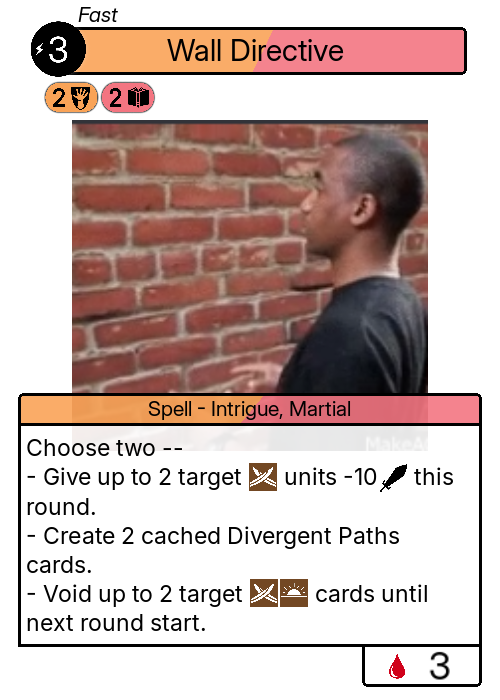 Fast
3 Wall Directive
2 2
Spell - Intrigue, Martial
Choose two --
- Give up to 2 target units -10 this
round.
- Create 2 cached Divergent Paths
cards.
- Void up to 2 target cards until
next round start.
3